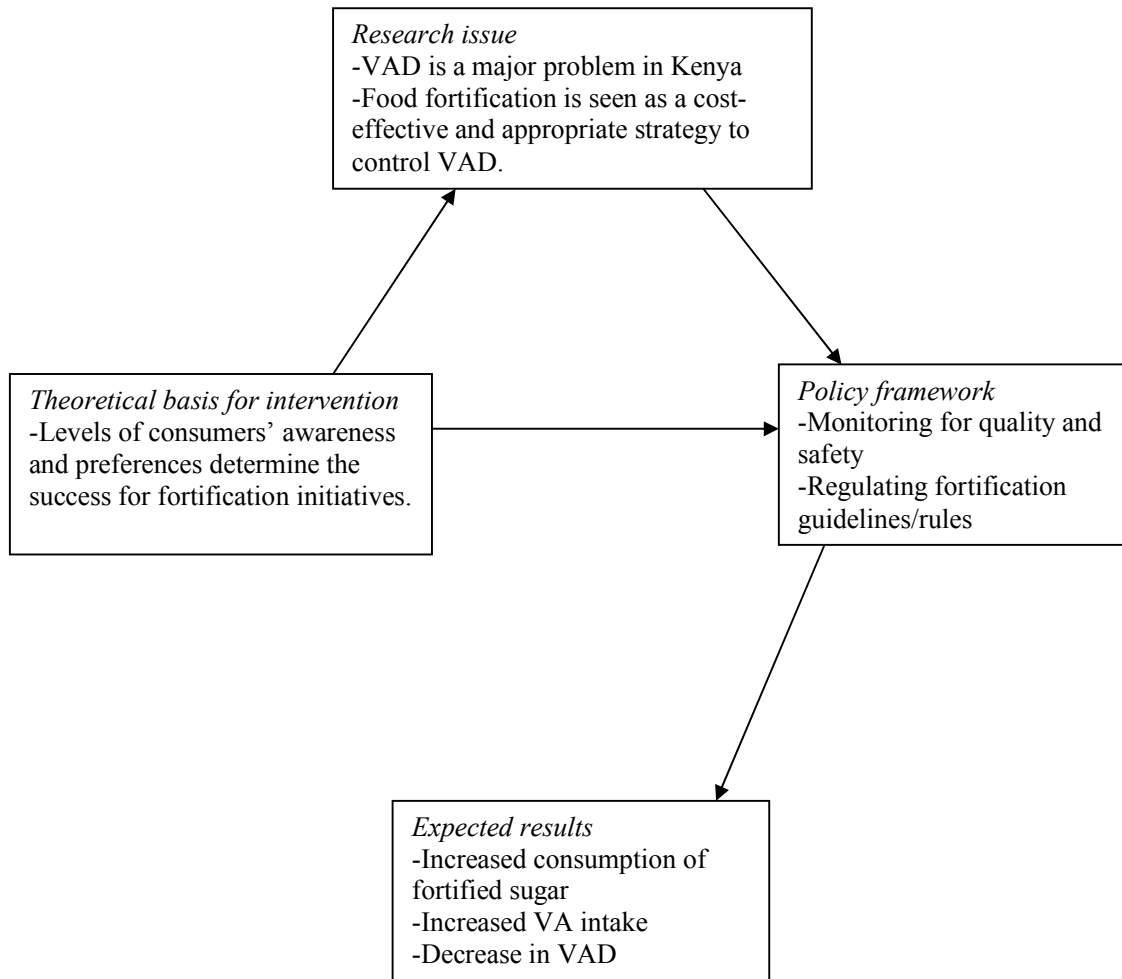 Research issue
-VAD is a major problem in Kenya
-Food fortification is seen as a cost-
effective and appropriate strategy to
control VAD.
Theoretical basis for intervention
-Levels of consumers’ awareness
and preferences determine the
success for fortification initiatives.
Policy framework
-Monitoring for quality and
safety
-Regulating fortification
guidelines/rules
Expected results
-Increased consumption of
fortified sugar
-Increased VA intake
-Decrease in VAD